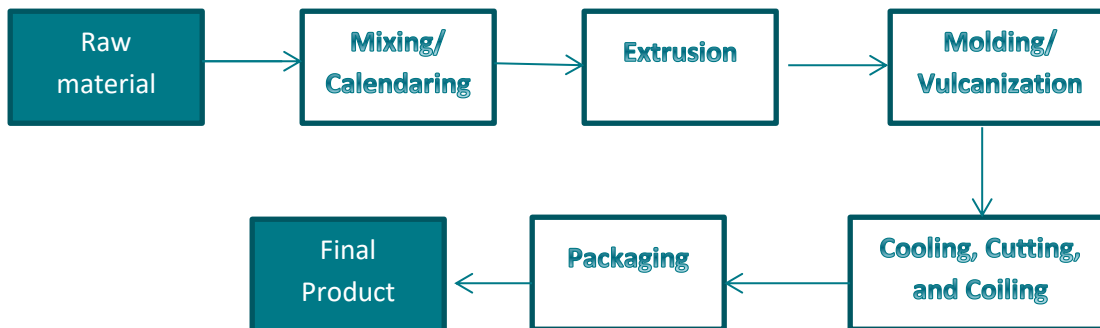 Raw
material
Mixing/
Calendaring
Extrusion
Molding/
Vulcanization
Cooling, Cutting,
and Coiling
Packaging
Final
Product